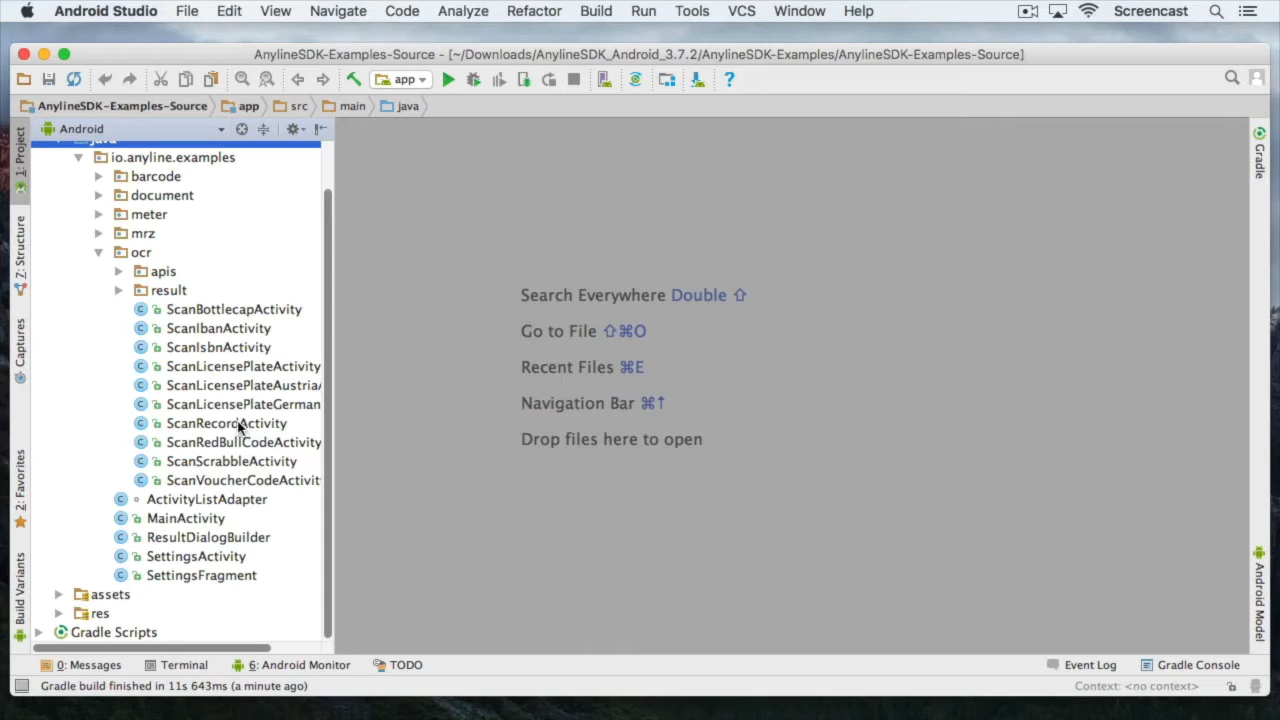 Android Studio File Edit View Navigate Code Analyze Refactor Build Run Tools VCS Window Help Screencast
AnylineSDK-Examples-Source - [~/Downloads/AnylineSDK_Android_3.7.2/AnylineSDK-Examples/AnylineSDK-Examples-Source]
app
AnylineSDK-Examples-Source app src main java
Android
java
io.anyline.examples
barcode
document
meter
mrz
ocr
apis
result
ScanBottlecapActivity
ScanIbanActivity
ScanIsbnActivity
ScanLicensePlateActivity
ScanLicensePlateAustriaA
ScanLicensePlateGerman
ScanRecordActivity
ScanRedBullCodeActivity
ScanScrabbleActivity
ScanVoucherCodeActivit
ActivityListAdapter
MainActivity
ResultDialogBuilder
SettingsActivity
SettingsFragment
assets
res
Gradle Scripts
1: Project
7: Structure
Captures
2: Favorites
Build Variants
Search Everywhere Double ⇧
Go to File ⇧⌘O
Recent Files ⌘E
Navigation Bar ⌘↑
Drop files here to open
Gradle
Android Model
0: Messages Terminal 6: Android Monitor TODO Event Log Gradle Console
Gradle build finished in 11s 643ms (a minute ago) Context: <no context>